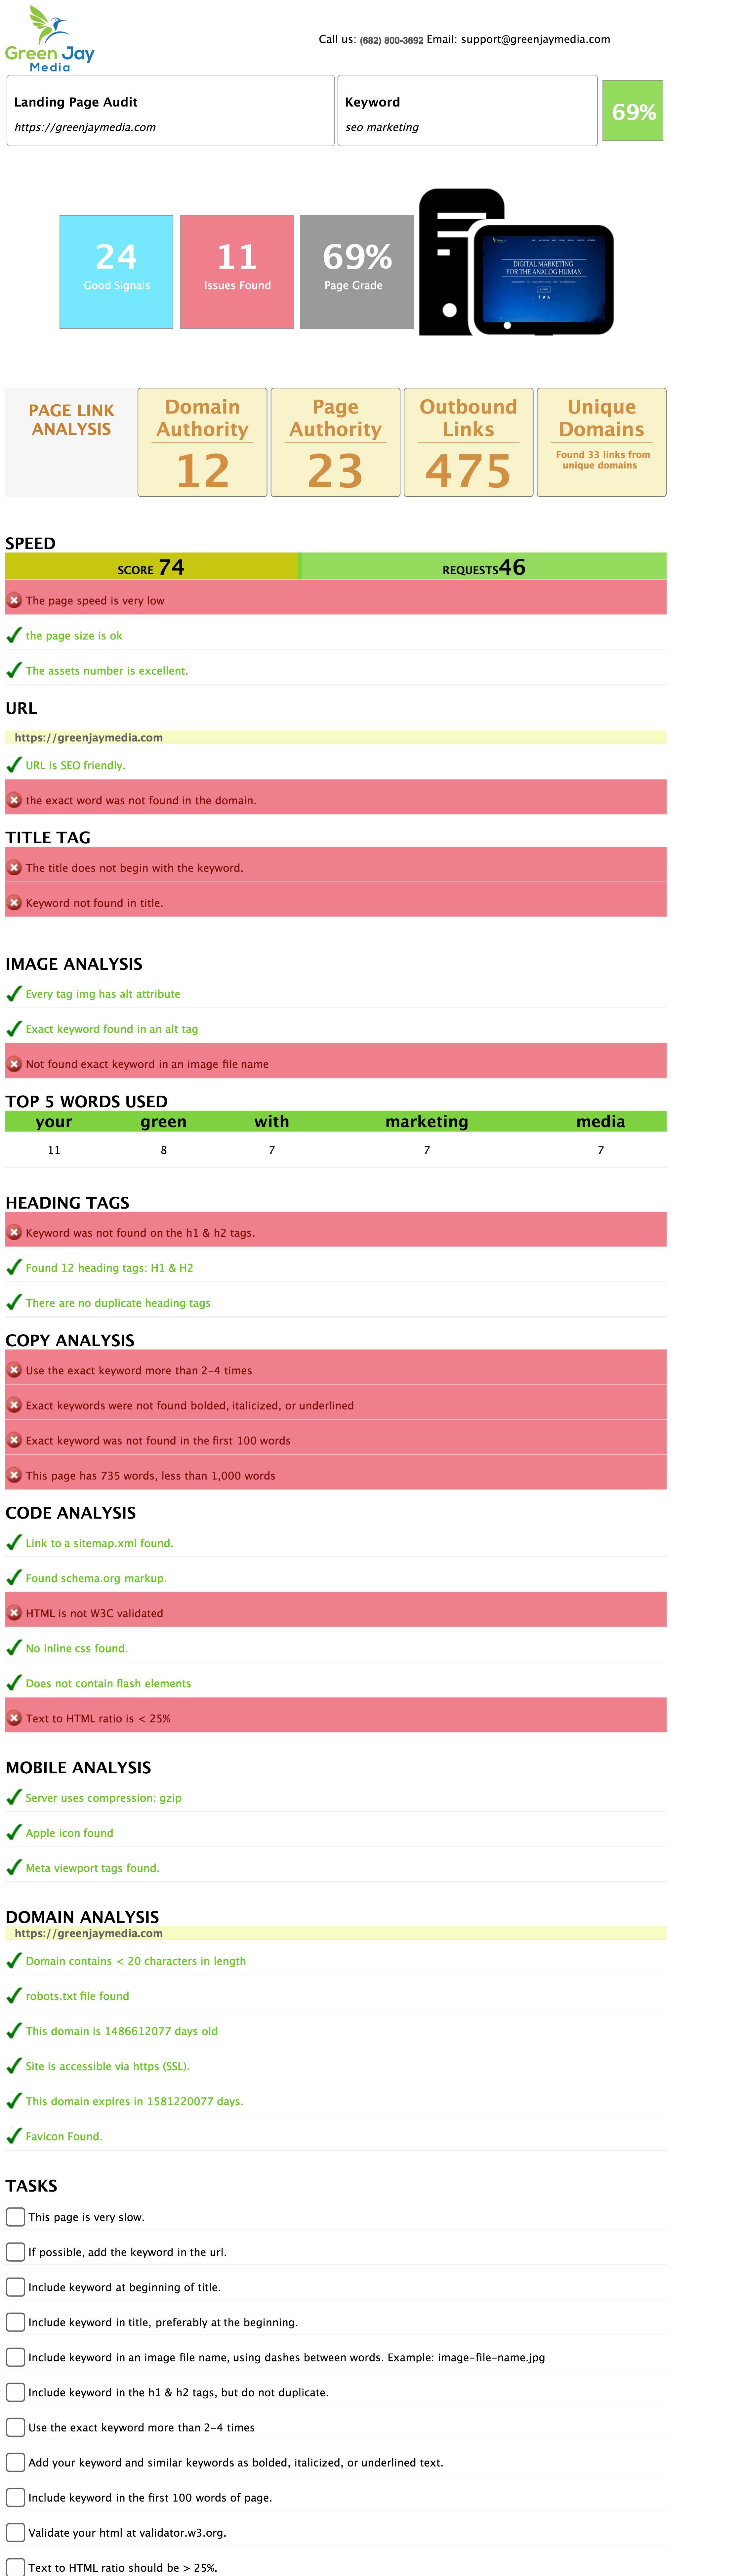 Green Jay
Media
Call us: (682) 800-3692 Email: support@greenjaymedia.com
Landing Page Audit
https://greenjaymedia.com
Keyword
seo marketing
69%
24
Good Signals
11
Issues Found
69%
Page Grade
DIGITAL MARKETING
FOR THE ANALOG HUMAN
PAGE LINK
ANALYSIS
Domain
Authority
12
Page
Authority
23
Outbound
Links
475
Unique
Domains
Found 33 links from
unique domains
SPEED
SCORE 74
REQUESTS46
The page speed is very low
the page size is ok
The assets number is excellent.
URL
https://greenjaymedia.com
URL is SEO friendly.
the exact word was not found in the domain.
TITLE TAG
The title does not begin with the keyword.
Keyword not found in title.
IMAGE ANALYSIS
Every tag img has alt attribute
Exact keyword found in an alt tag
Not found exact keyword in an image file name
TOP 5 WORDS USED
your green with marketing media
11 8 7 7 7
HEADING TAGS
Keyword was not found on the h1 & h2 tags.
Found 12 heading tags: H1 & H2
There are no duplicate heading tags
COPY ANALYSIS
Use the exact keyword more than 2-4 times
Exact keywords were not found bolded, italicized, or underlined
Exact keyword was not found in the first 100 words
This page has 735 words, less than 1,000 words
CODE ANALYSIS
Link to a sitemap.xml found.
Found schema.org markup.
HTML is not W3C validated
No inline css found.
Does not contain flash elements
Text to HTML ratio is < 25%
MOBILE ANALYSIS
Server uses compression: gzip
Apple icon found
Meta viewport tags found.
DOMAIN ANALYSIS
https://greenjaymedia.com
Domain contains < 20 characters in length
robots.txt file found
This domain is 1486612077 days old
Site is accessible via https (SSL).
This domain expires in 1581220077 days.
Favicon Found.
TASKS
This page is very slow.
If possible, add the keyword in the url.
Include keyword at beginning of title.
Include keyword in title, preferably at the beginning.
Include keyword in an image file name, using dashes between words. Example: image-file-name.jpg
Include keyword in the h1 & h2 tags, but do not duplicate.
Use the exact keyword more than 2-4 times
Add your keyword and similar keywords as bolded, italicized, or underlined text.
Include keyword in the first 100 words of page.
Validate your html at validator.w3.org.
Text to HTML ratio should be > 25%.